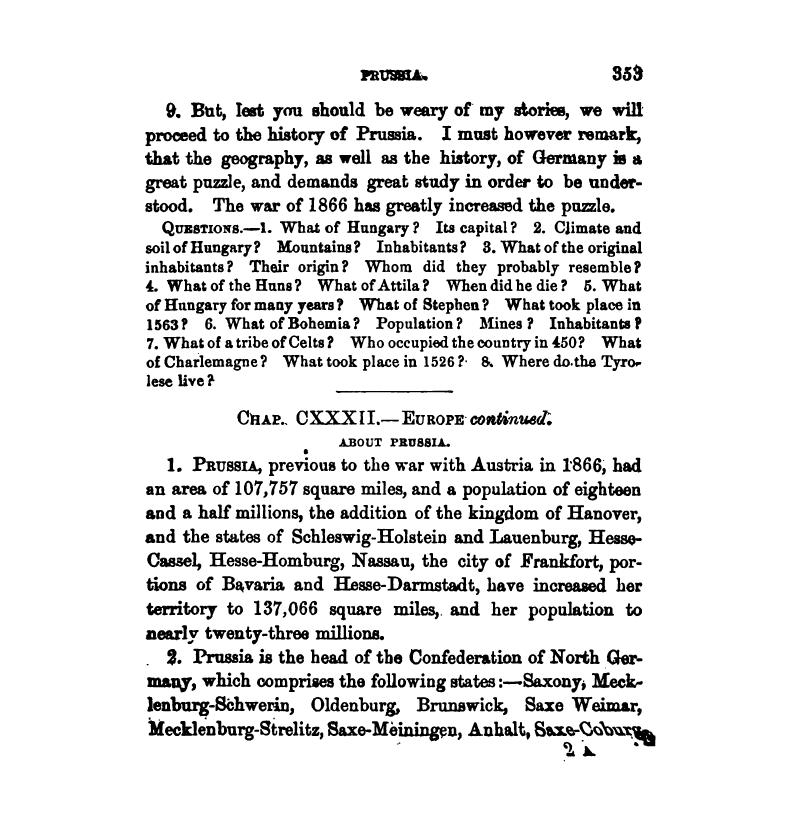 PRUSSIA. 353
9. But, lest you should be weary of my stories, we will
proceed to the history of Prussia. I must however remark,
that the geography, as well as the history, of Germany is a
great puzzle, and demands great study in order to be under-
stood. The war of 1866 has greatly increased the puzzle.
QUESTIONS.—1. What of Hungary? Its capital? 2. Climate and
soil of Hungary? Mountains? Inhabitants? 3. What of the original
inhabitants? Their origin? Whom did they probably resemble?
4. What of the Huns? What of Attila? When did he die? 5. What
of Hungary for many years? What of Stephen? What took place in
1563? 6. What of Bohemia? Population? Mines? Inhabitants?
7. What of a tribe of Celts? Who occupied the country in 450? What
of Charlemagne? What took place in 1526? 8. Where do the Tyro-
lese live?
CHAP. CXXXII.—EUROPE continued.
ABOUT PRUSSIA.
1. PRUSSIA, previous to the war with Austria in 1866, had
an area of 107,757 square miles, and a population of eighteen
and a half millions, the addition of the kingdom of Hanover,
and the states of Schleswig-Holstein and Lauenburg, Hesse-
Cassel, Hesse-Homburg, Nassau, the city of Frankfort, por-
tions of Bavaria and Hesse-Darmstadt, have increased her
territory to 137,066 square miles, and her population to
nearly twenty-three millions.
2. Prussia is the head of the Confederation of North Ger-
many, which comprises the following states:—Saxony, Meck-
lenburg-Schwerin, Oldenburg, Brunswick, Saxe Weimar,
Mecklenburg-Strelitz, Saxe-Meiningen, Anhalt, Saxe-Coburg
2 A